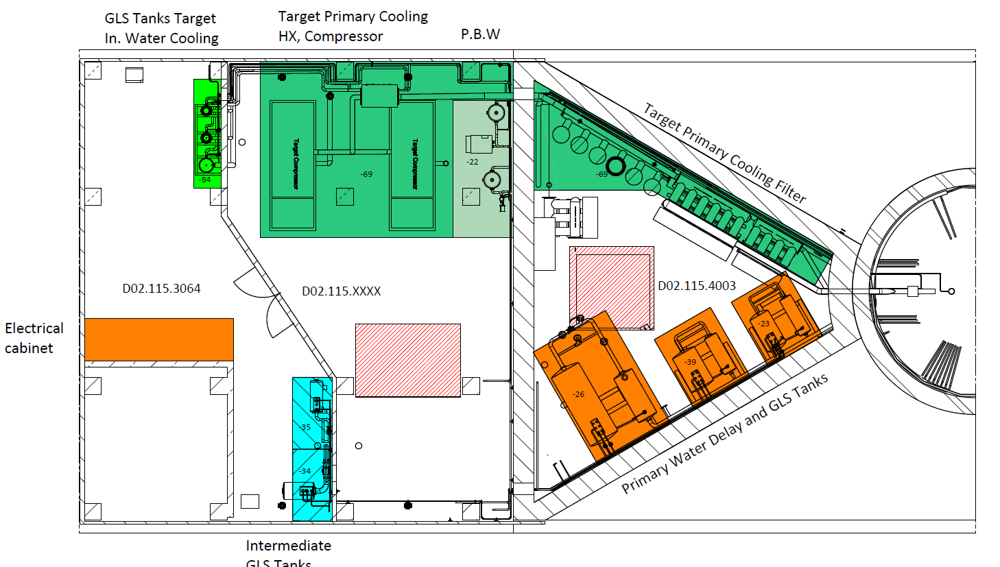 GLS Tanks Target
In. Water Cooling
Target Primary Cooling
HX, Compressor
P.B.W
Target Primary Cooling Filter
Target Compressor
Target Compressor
-84
-69
-22
-69
D02.115.3064
D02.115.XXXX
D02.115.4003
Electrical
cabinet
-23
-39
-26
-35
-34
Primary Water Delay and GLS Tanks
Intermediate
GLS Tanks